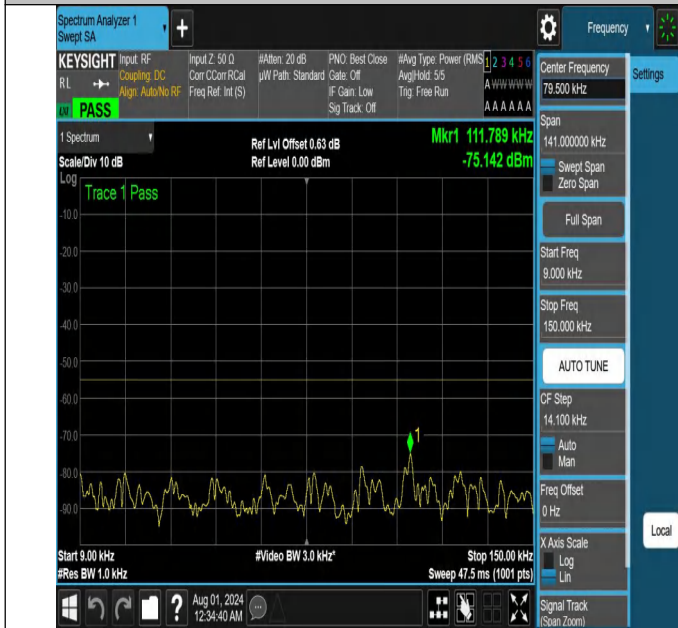 Spectrum Analyzer 1
Swept SA
+
Frequency
KEYSIGHT
RL
LXI
PASS
Input: RF
Coupling: DC
Align: Auto/No RF
Input Z: 50 Ω
Corr CCorr RCal
Freq Ref: Int (S)
#Atten: 20 dB
µW Path: Standard
PNO: Best Close
Gate: Off
IF Gain: Low
Sig Track: Off
#Avg Type: Power (RMS
Avg|Hold: 5/5
Trig: Free Run
1 2 3 4 5 6
A W W W W W
A A A A A A
1 Spectrum
Scale/Div 10 dB
Ref Lvl Offset 0.63 dB
Ref Level 0.00 dBm
Mkr1 111.789 kHz
-75.142 dBm
Log
Trace 1 Pass
-10.0
-20.0
-30.0
-40.0
-50.0
-60.0
-70.0
-80.0
-90.0
1
Start 9.00 kHz
#Video BW 3.0 kHz*
Stop 150.00 kHz
#Res BW 1.0 kHz
Sweep 47.5 ms (1001 pts)
?
Aug 01, 2024
12:34:40 AM
Center Frequency
79.500 kHz
Settings
Span
141.000000 kHz
Swept Span
Zero Span
Full Span
Start Freq
9.000 kHz
Stop Freq
150.000 kHz
AUTO TUNE
CF Step
14.100 kHz
Auto
Man
Freq Offset
0 Hz
Local
X Axis Scale
Log
Lin
Signal Track
(Span Zoom)